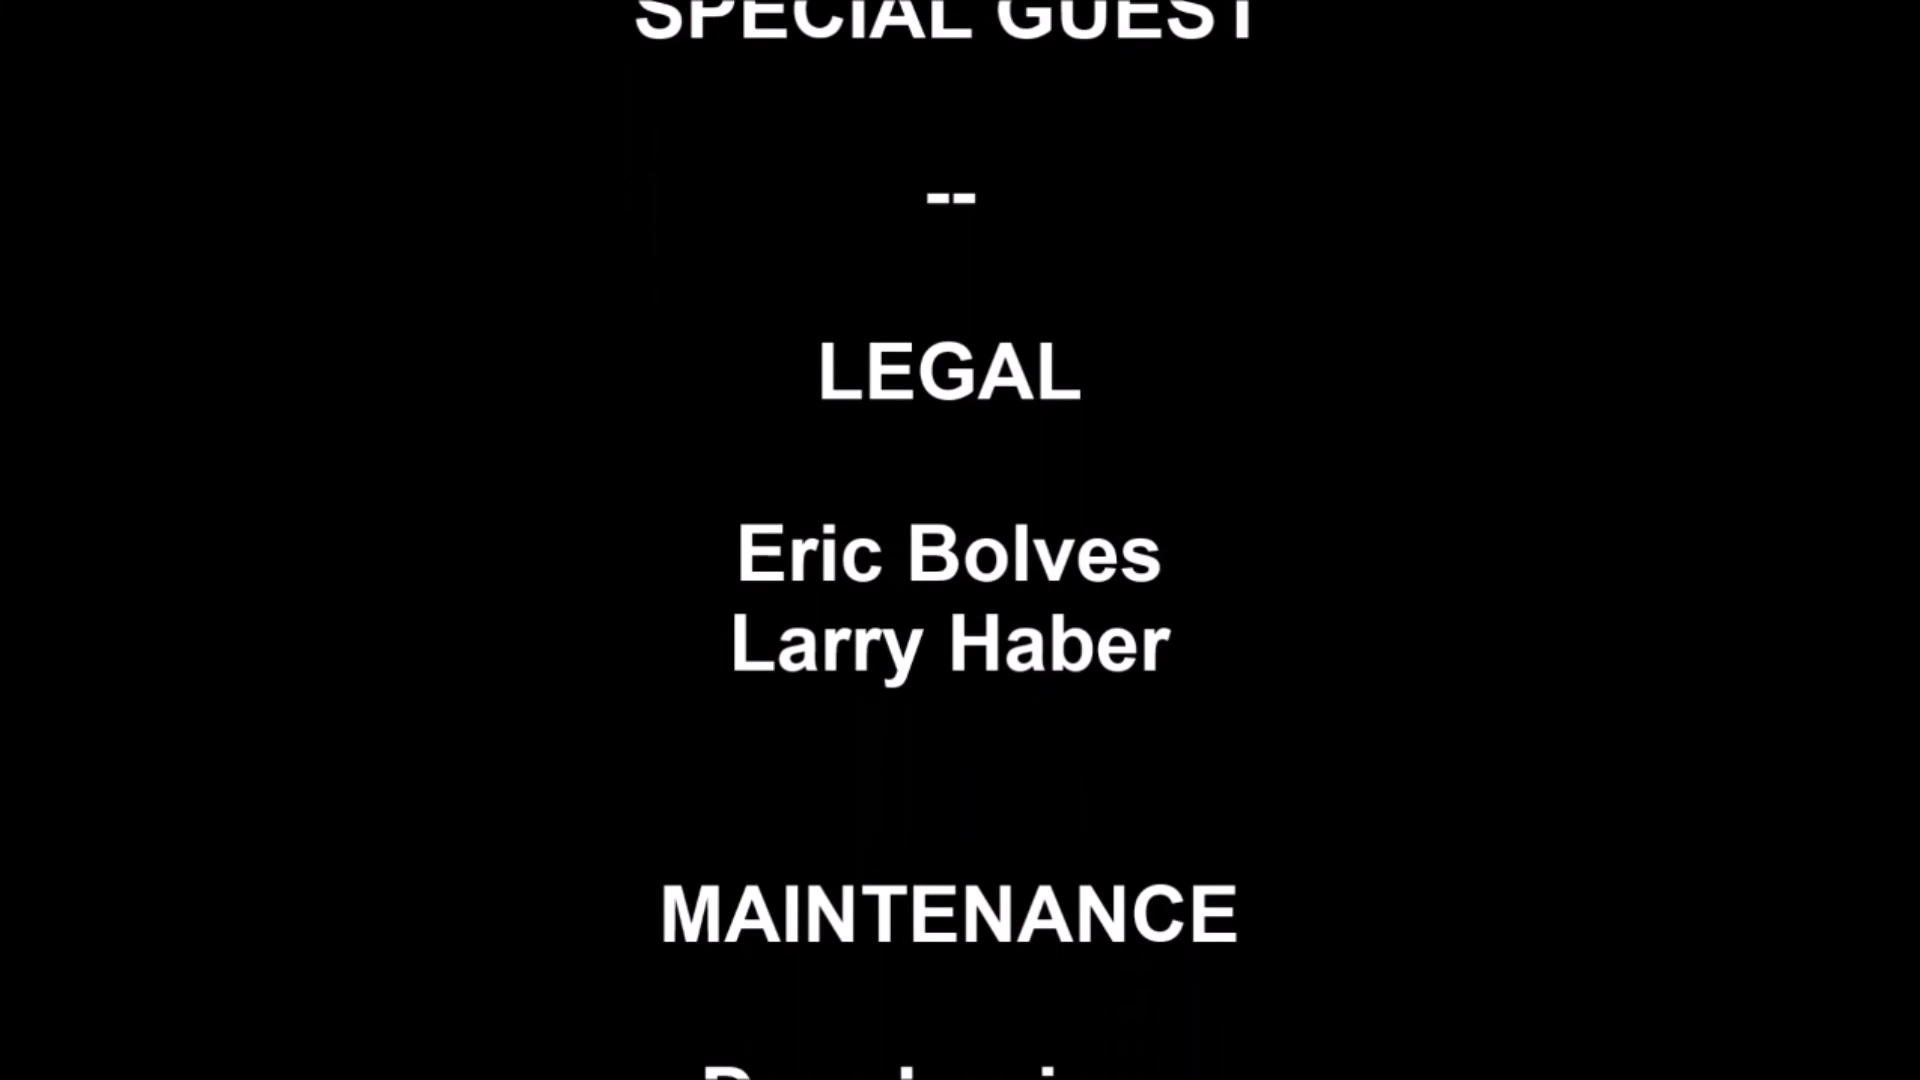 SPECIAL GUEST
--
LEGAL
Eric Bolves
Larry Haber
MAINTENANCE